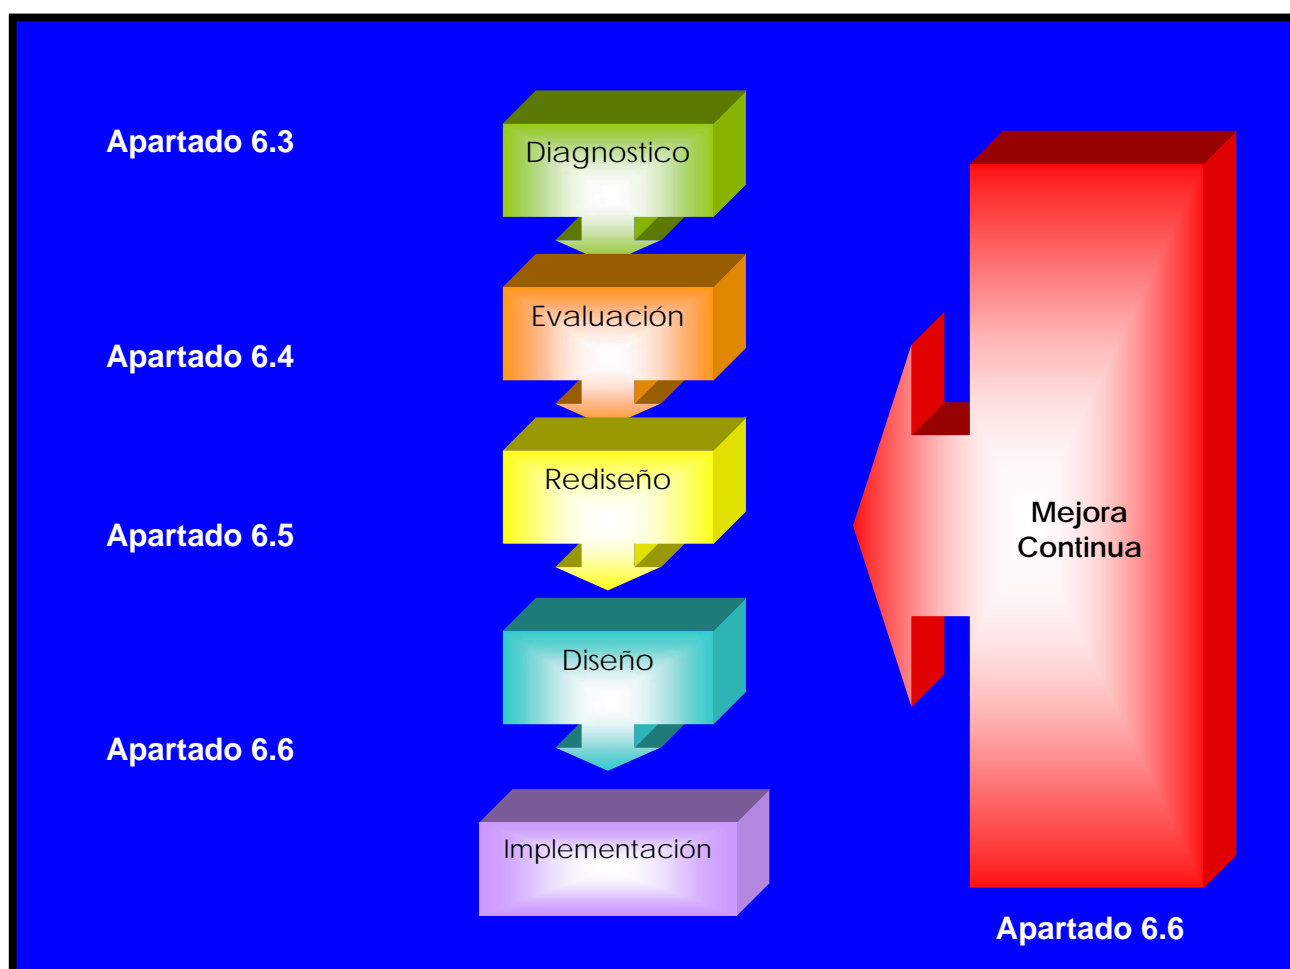 Apartado 6.3
Diagnostico
Evaluación
Apartado 6.4
Rediseño
Apartado 6.5
Mejora
Continua
Diseño
Apartado 6.6
Implementación
Apartado 6.6